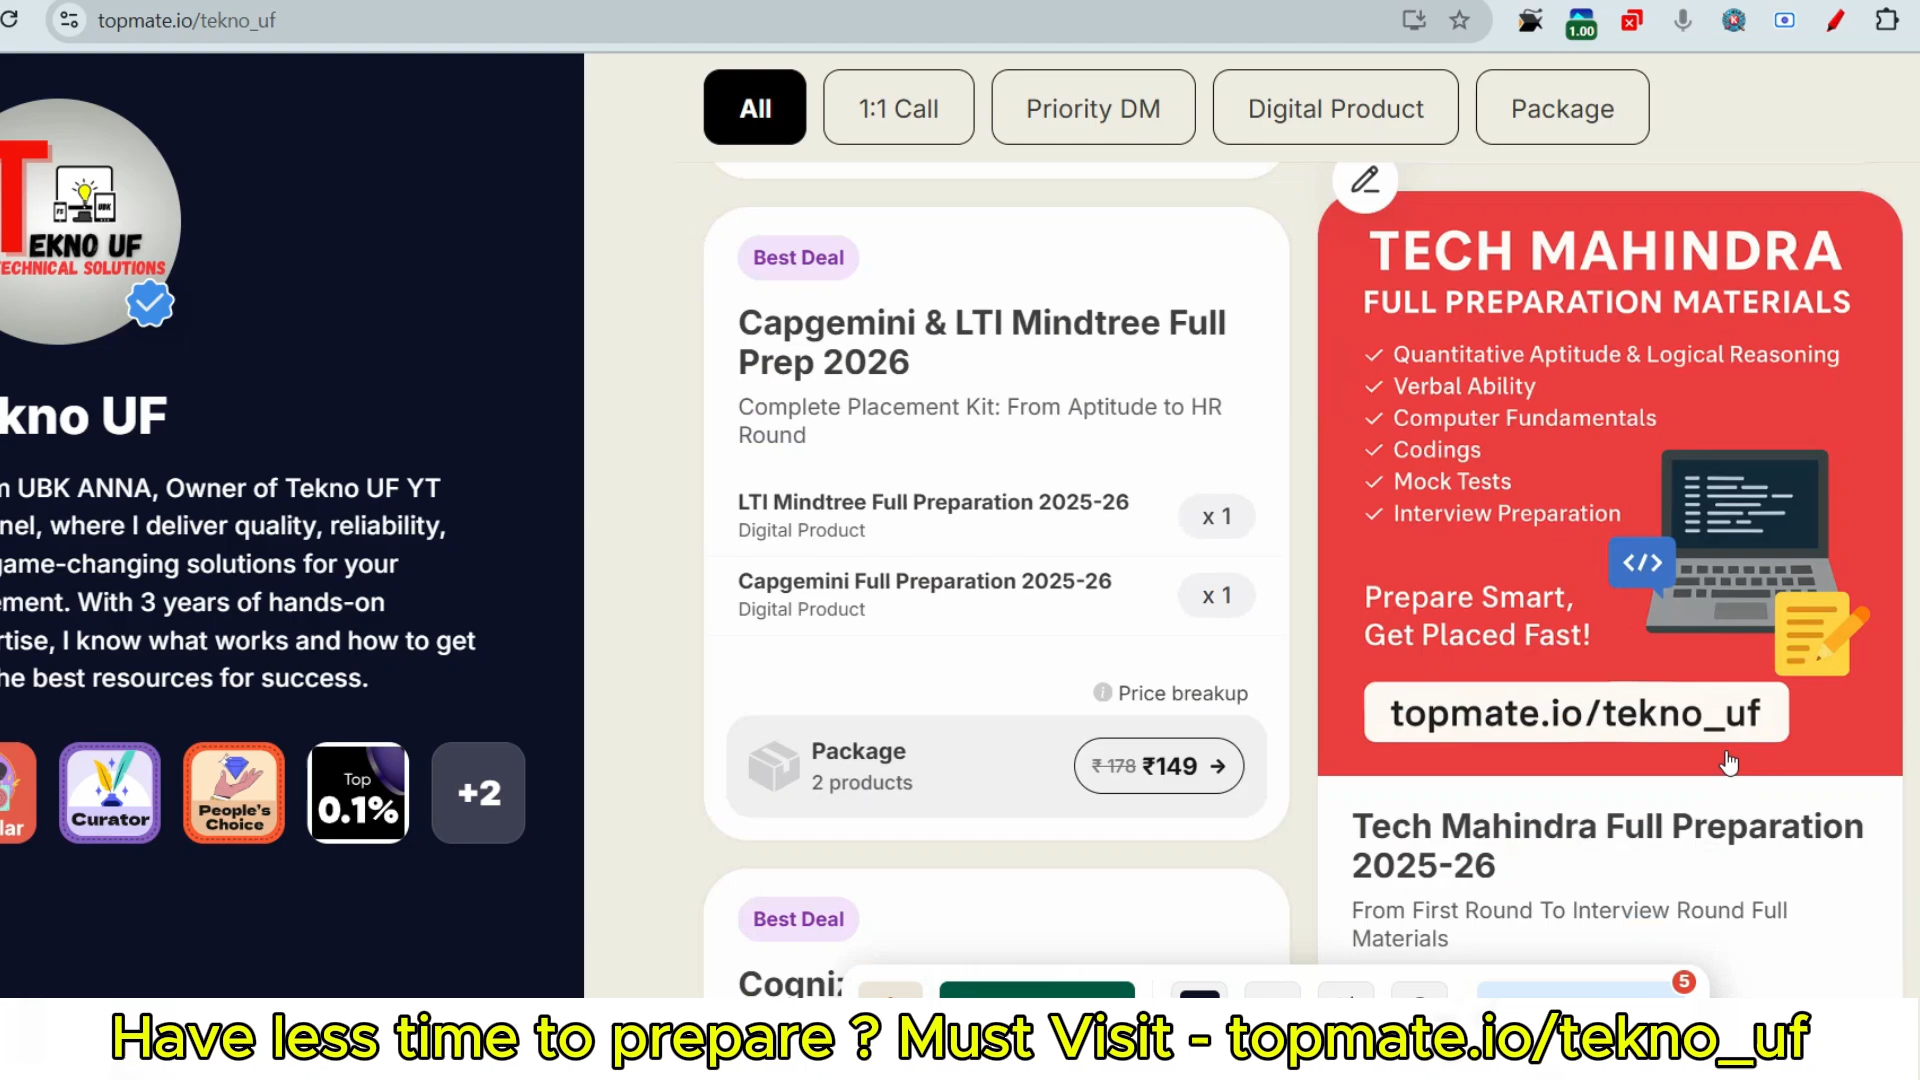 topmate.io/tekno_uf
1.00
All
1:1 Call
Priority DM
Digital Product
Package
T
EKNO UF
TECHNICAL SOLUTIONS
kno UF
UBK ANNA, Owner of Tekno UF YT
nel, where I deliver quality, reliability,
game-changing solutions for your
ement. With 3 years of hands-on
rtise, I know what works and how to get
he best resources for success.
lar
Curator
People's
Choice
Top
0.1%
+2
Best Deal
Capgemini & LTI Mindtree Full
Prep 2026
Complete Placement Kit: From Aptitude to HR
Round
LTI Mindtree Full Preparation 2025-26
x 1
Digital Product
Capgemini Full Preparation 2025-26
x 1
Digital Product
Price breakup
Package
2 products
₹178 ₹149 →
Best Deal
TECH MAHINDRA
FULL PREPARATION MATERIALS
✓ Quantitative Aptitude & Logical Reasoning
✓ Verbal Ability
✓ Computer Fundamentals
✓ Codings
✓ Mock Tests
✓ Interview Preparation
</>
Prepare Smart,
Get Placed Fast!
topmate.io/tekno_uf
Tech Mahindra Full Preparation
2025-26
From First Round To Interview Round Full
Materials
5
Have less time to prepare ? Must Visit - topmate.io/tekno_uf